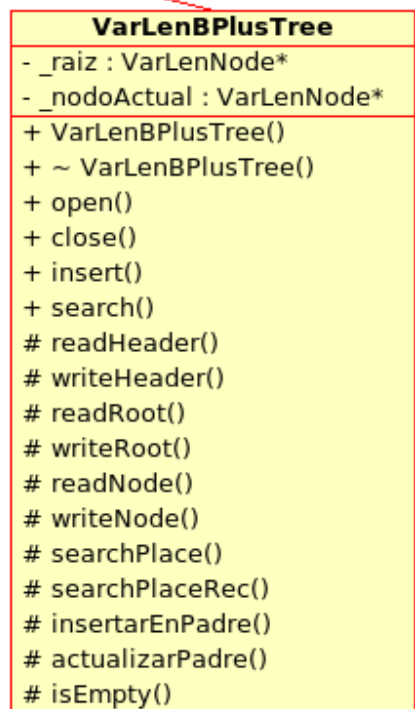 VarLenBPlusTree
- _raiz : VarLenNode*
- _nodoActual : VarLenNode*
+ VarLenBPlusTree()
+ ~ VarLenBPlusTree()
+ open()
+ close()
+ insert()
+ search()
# readHeader()
# writeHeader()
# readRoot()
# writeRoot()
# readNode()
# writeNode()
# searchPlace()
# searchPlaceRec()
# insertarEnPadre()
# actualizarPadre()
# isEmpty()